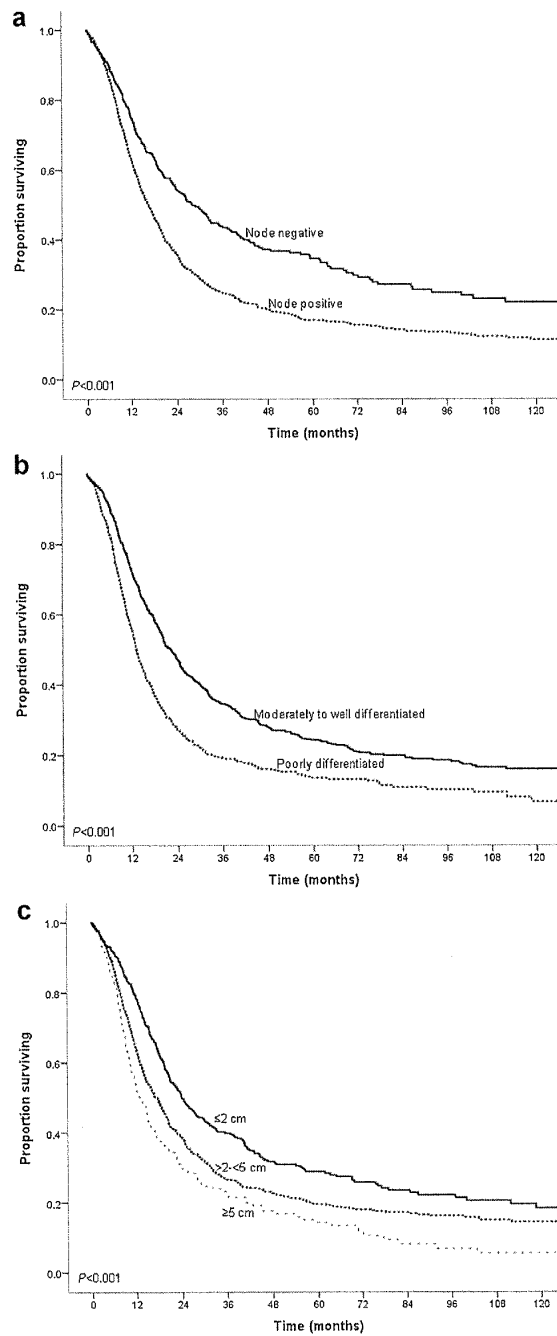 a
1.0
0.8
0.6
0.4
0.2
0.0
Proportion surviving
Node negative
Node positive
P<0.001
0 12 24 36 48 60 72 84 96 108 120
Time (months)
b
1.0
0.8
0.6
0.4
0.2
0.0
Proportion surviving
Moderately to well differentiated
Poorly differentiated
P<0.001
0 12 24 36 48 60 72 84 96 108 120
Time (months)
c
1.0
0.8
0.6
0.4
0.2
0.0
Proportion surviving
≤2 cm
>2-<5 cm
≥5 cm
P<0.001
0 12 24 36 48 60 72 84 96 108 120
Time (months)